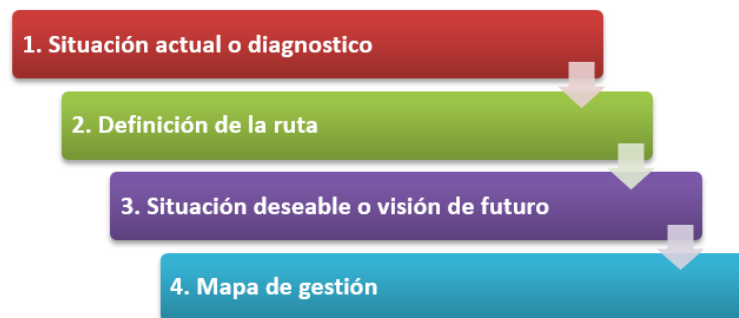 1. Situación actual o diagnostico
2. Definición de la ruta
3. Situación deseable o visión de futuro
4. Mapa de gestión